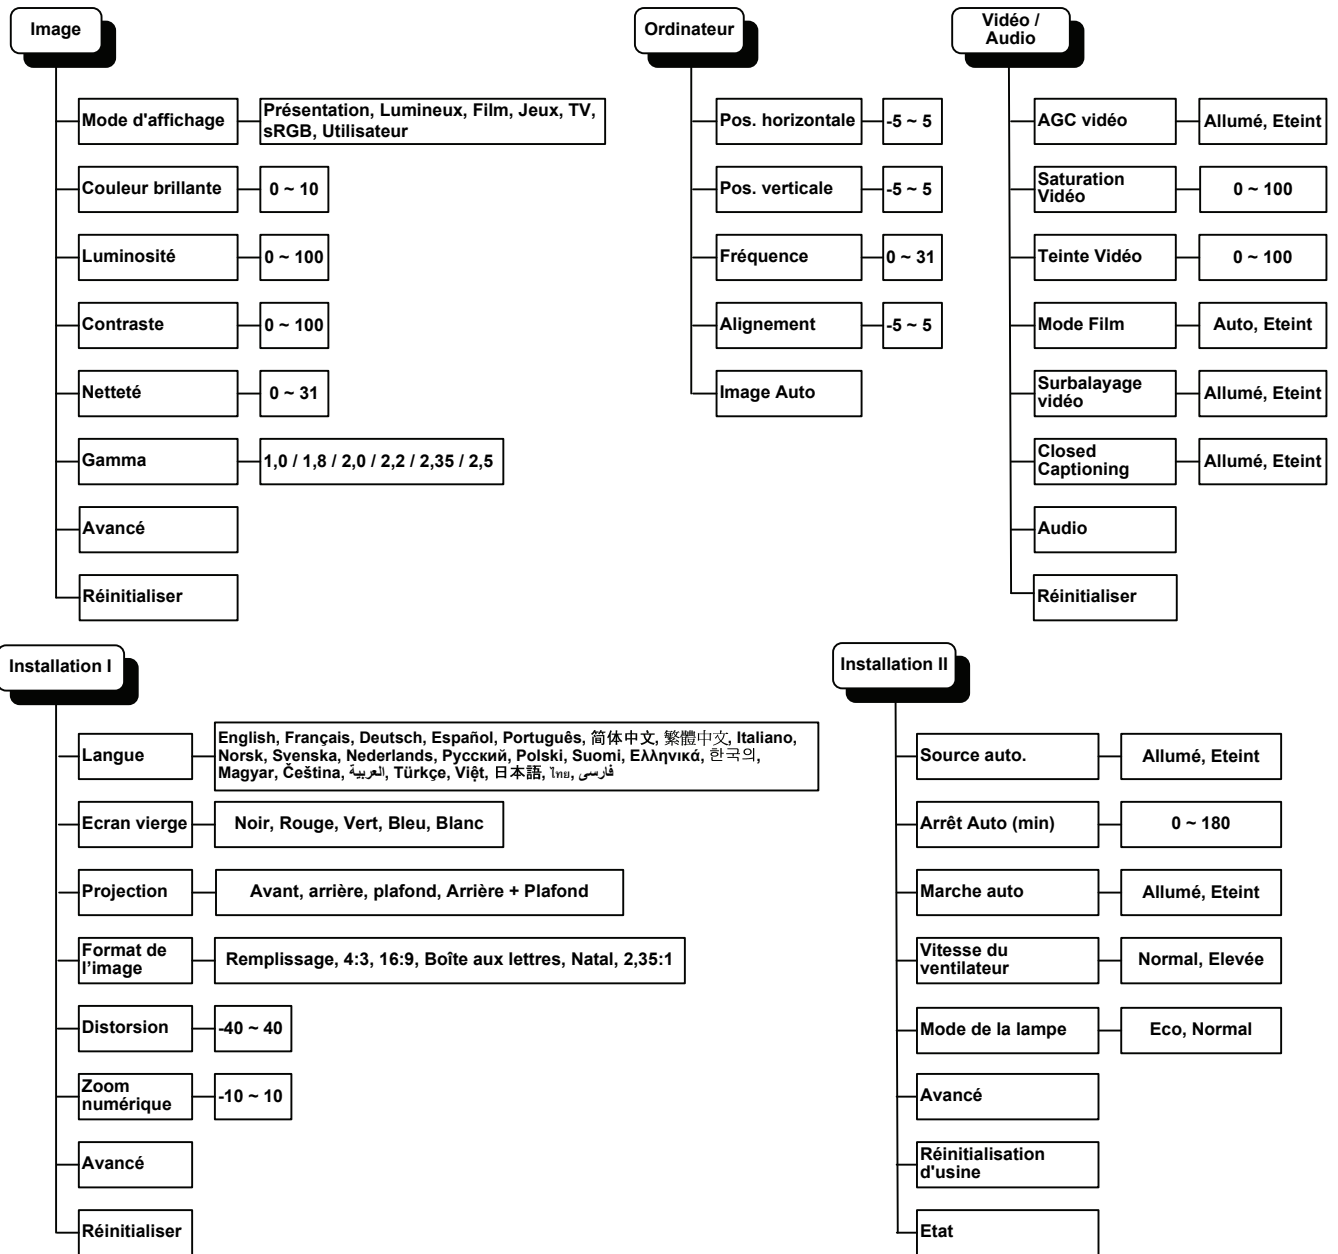 Image
Mode d'affichage
Présentation, Lumineux, Film, Jeux, TV,
sRGB, Utilisateur
Couleur brillante
0 ~ 10
Luminosité
0 ~ 100
Contraste
0 ~ 100
Netteté
0 ~ 31
Gamma
1,0 / 1,8 / 2,0 / 2,2 / 2,35 / 2,5
Avancé
Réinitialiser
Ordinateur
Pos. horizontale
-5 ~ 5
Pos. verticale
-5 ~ 5
Fréquence
0 ~ 31
Alignement
-5 ~ 5
Image Auto
Vidéo /
Audio
AGC vidéo
Allumé, Eteint
Saturation
Vidéo
0 ~ 100
Teinte Vidéo
0 ~ 100
Mode Film
Auto, Eteint
Surbalayage
vidéo
Allumé, Eteint
Closed
Captioning
Allumé, Eteint
Audio
Réinitialiser
Installation I
Langue
English, Français, Deutsch, Español, Português, 简体中文, 繁體中文, Italiano,
Norsk, Svenska, Nederlands, Русский, Polski, Suomi, Ελληνικά, 한국의,
Magyar, Čeština, العربية, Türkçe, Việt, 日本語, ไทย, فارسی
Ecran vierge
Noir, Rouge, Vert, Bleu, Blanc
Projection
Avant, arrière, plafond, Arrière + Plafond
Format de
l'image
Remplissage, 4:3, 16:9, Boîte aux lettres, Natal, 2,35:1
Distorsion
-40 ~ 40
Zoom
numérique
-10 ~ 10
Avancé
Réinitialiser
Installation II
Source auto.
Allumé, Eteint
Arrêt Auto (min)
0 ~ 180
Marche auto
Allumé, Eteint
Vitesse du
ventilateur
Normal, Elevée
Mode de la lampe
Eco, Normal
Avancé
Réinitialisation
d'usine
Etat